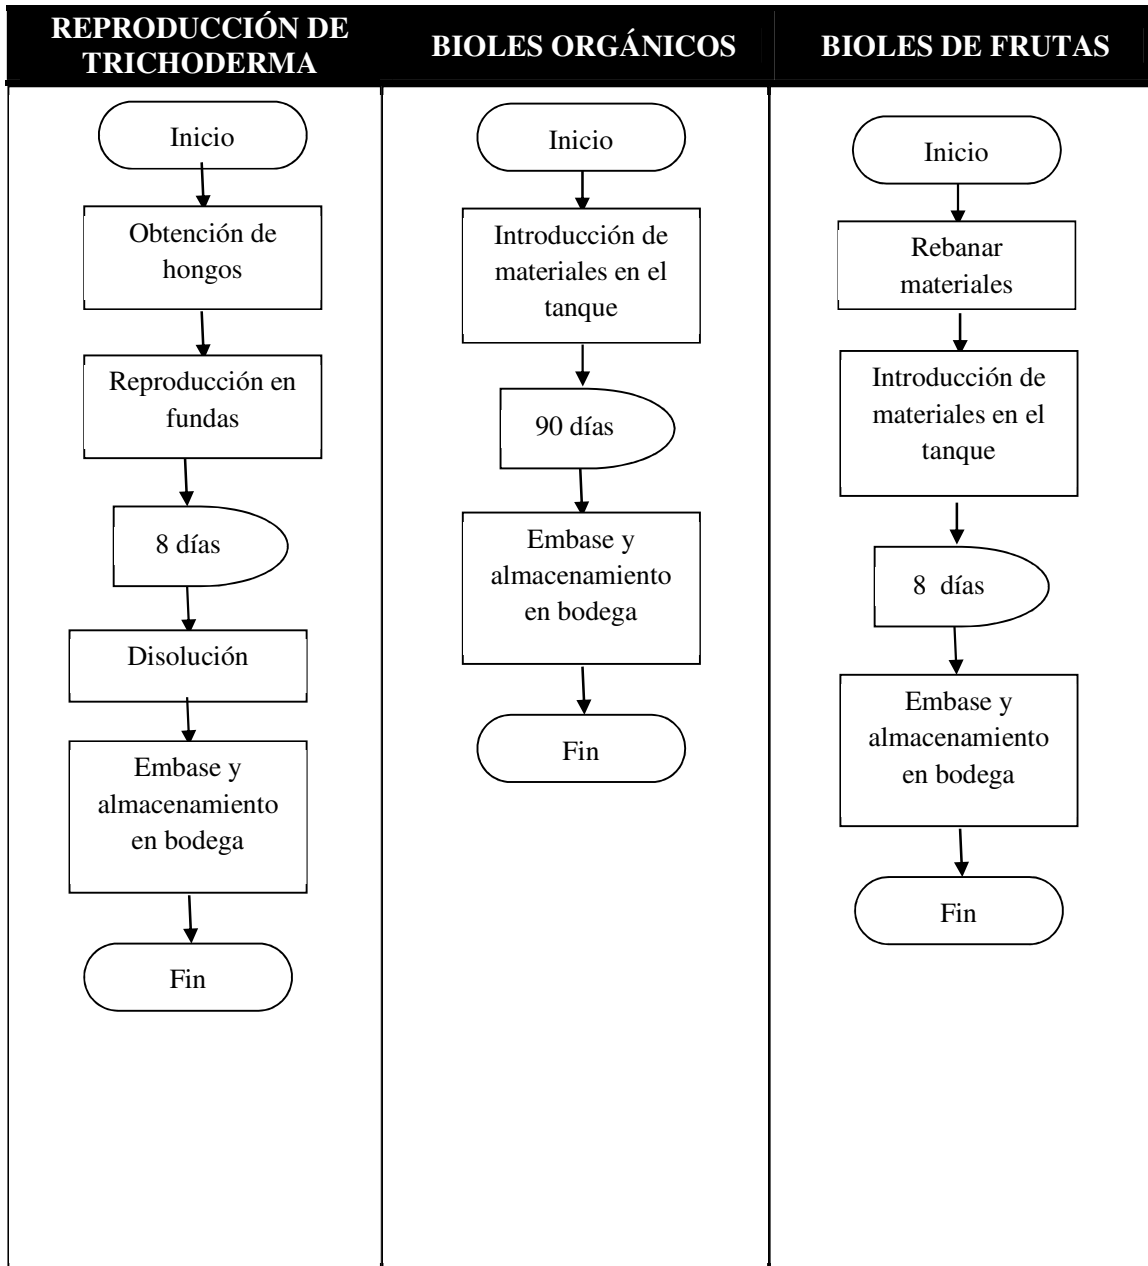 REPRODUCCIÓN DE
TRICHODERMA
Inicio
Obtención de
hongos
Reproducción en
fundas
8 días
Disolución
Embase y
almacenamiento
en bodega
Fin
BIOLES ORGÁNICOS
Inicio
Introducción de
materiales en el
tanque
90 días
Embase y
almacenamiento
en bodega
Fin
BIOLES DE FRUTAS
Inicio
Rebanar
materiales
Introducción de
materiales en el
tanque
8 días
Embase y
almacenamiento
en bodega
Fin